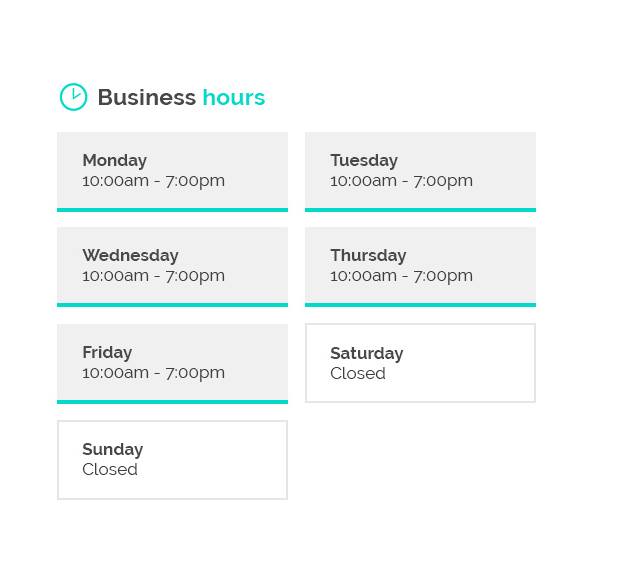 Business hours
Monday
10:00am - 7:00pm
Tuesday
10:00am - 7:00pm
Wednesday
10:00am - 7:00pm
Thursday
10:00am - 7:00pm
Friday
10:00am - 7:00pm
Saturday
Closed
Sunday
Closed